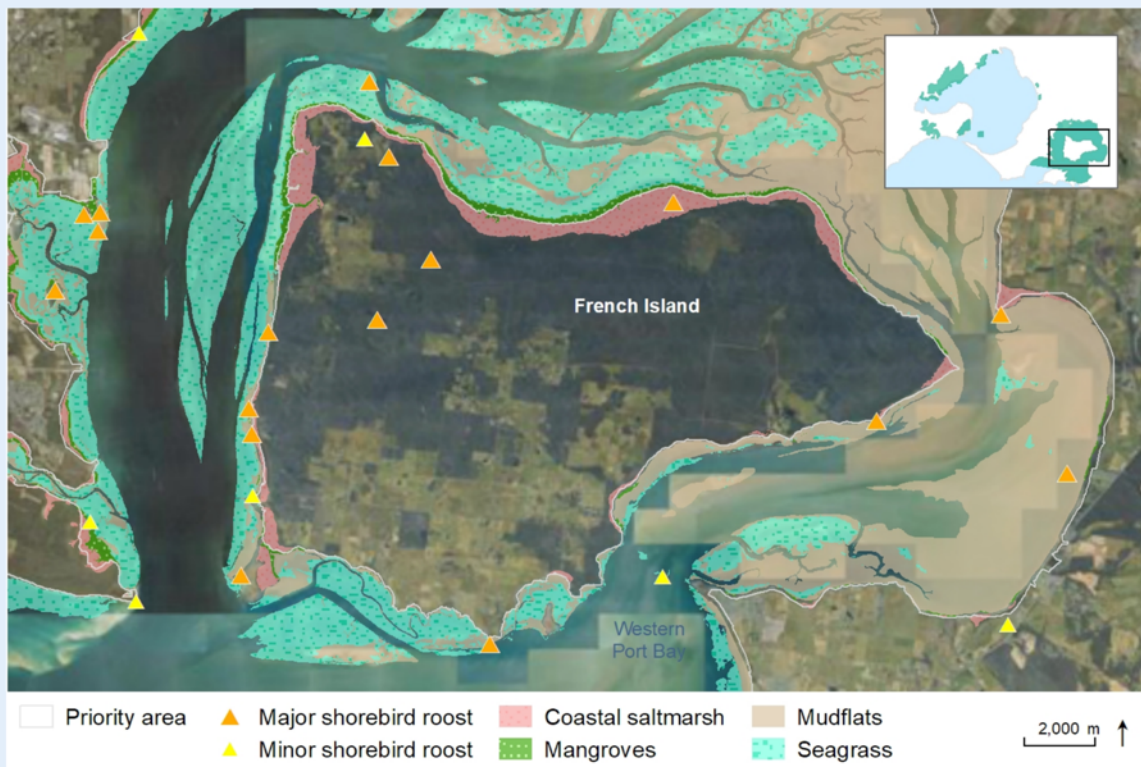 French Island
Western
Port Bay
Priority area
Major shorebird roost
Coastal saltmarsh
Mudflats
Minor shorebird roost
Mangroves
Seagrass
2,000 m